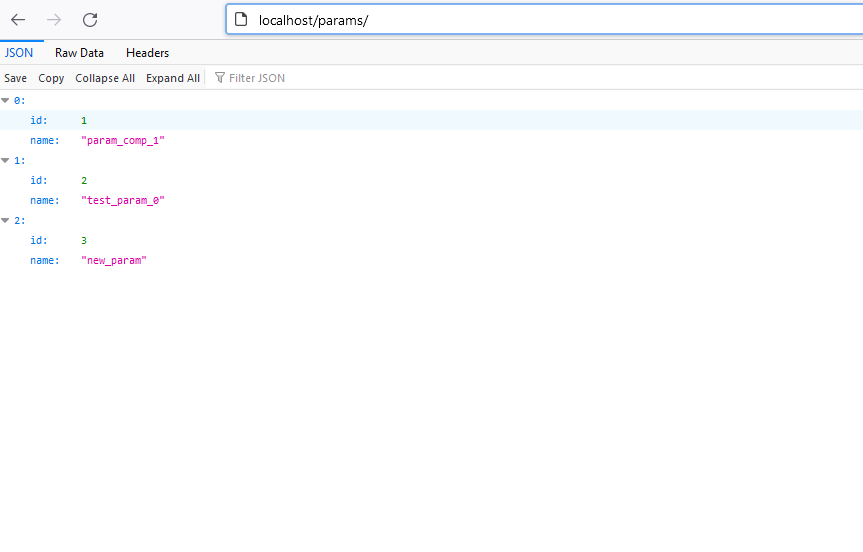 localhost/params/
JSON Raw Data Headers
Save Copy Collapse All Expand All Filter JSON
0:
id: 1
name: "param_comp_1"
1:
id: 2
name: "test_param_0"
2:
id: 3
name: "new_param"